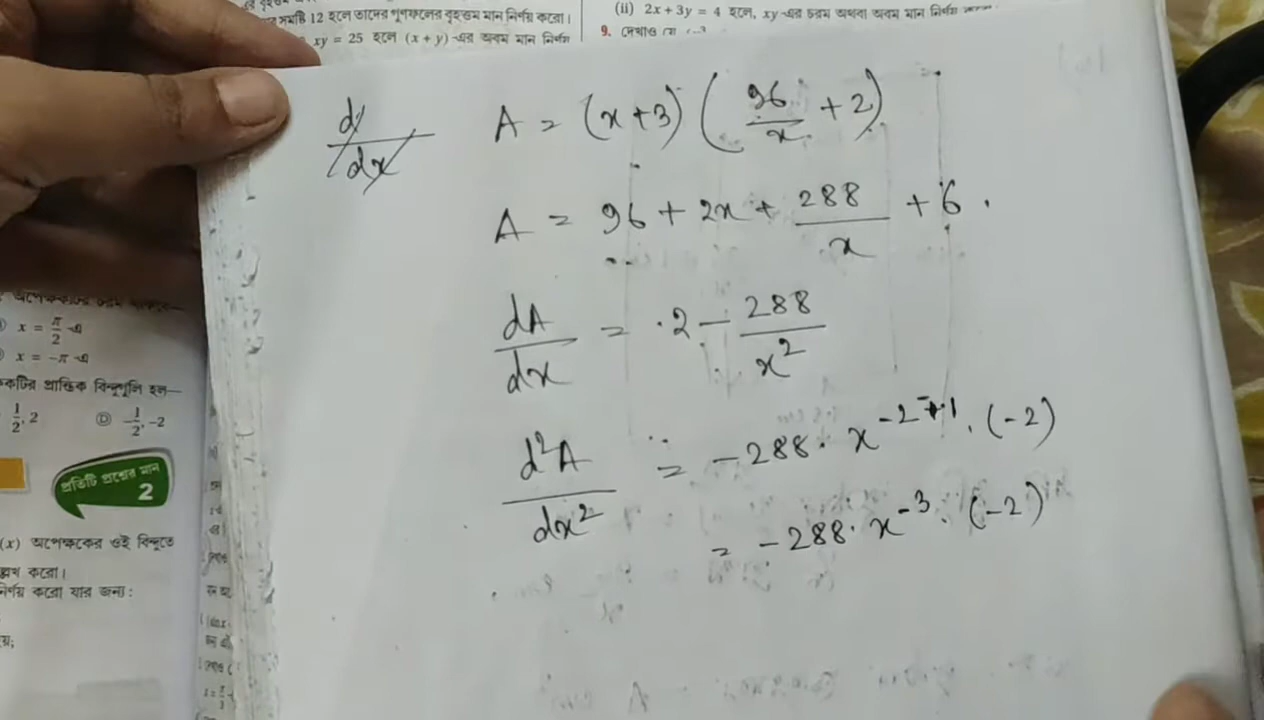 সমষ্টি 12 হলে তাদের গুণফলের বৃহত্তম মান নির্ণয় করো।
xy = 25 হলে (x + y)-এর অবম মান নির্ণয়
(ii) 2x + 3y = 4 হলে, xy-এর চরম অথবা অবম মান নির্ণয়
9. দেখাও যে
d/dx
A = (x+3) (96/x + 2)
A = 96 + 2x + 288/x + 6 .
dA/dx = 2 - 288/x²
d²A/dx² = -288 · x⁻²⁻¹ · (-2)
= -288 · x⁻³ · (-2)
x = π/2 -এ
x = -π -এ
প্রান্তিক বিন্দুগুলি হল—
1/2, 2
Ⓓ -1/2, -2
প্রতিটি প্রশ্নের মান
2
(x) অপেক্ষকের ওই বিন্দুতে
করো।
নির্ণয় করো যার জন্য: